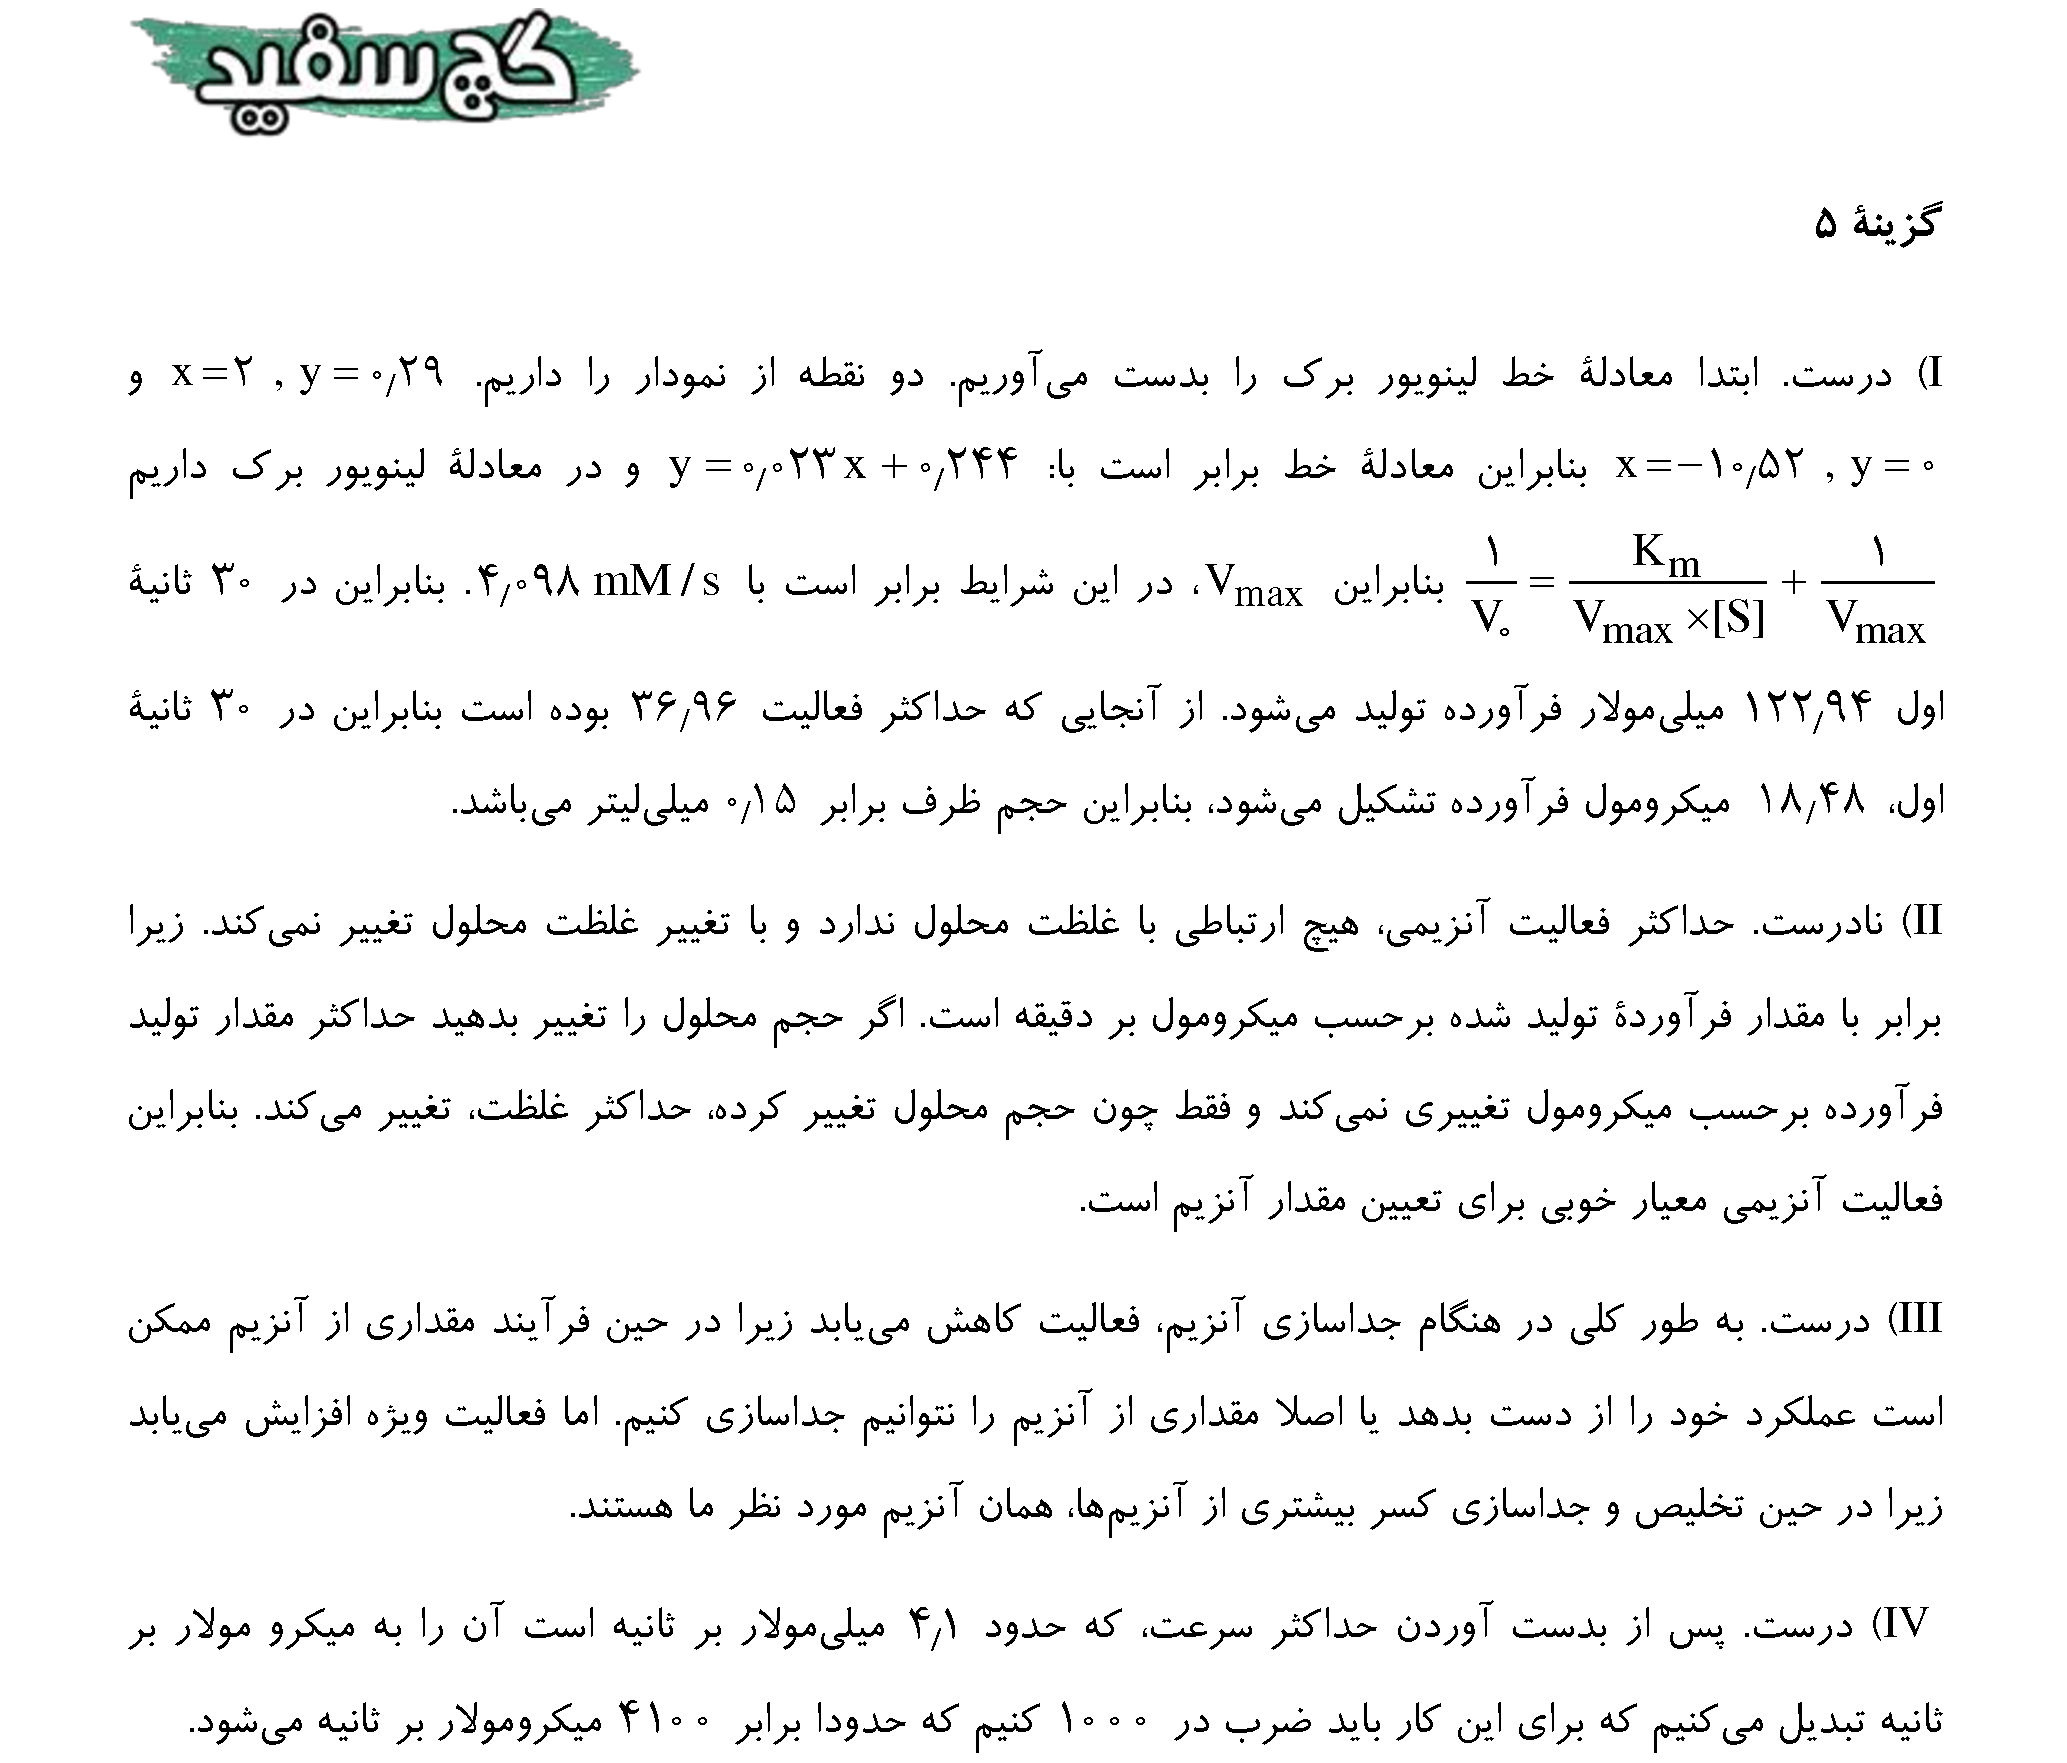 گچ سفید
گزینهٔ ۵
I) درست. ابتدا معادلهٔ خط لینویور برک را بدست می‌آوریم. دو نقطه از نمودار را داریم. x = ۲ , y = ۰٫۲۹ و
x = −۱۰٫۵۲ , y = ۰ بنابراین معادلهٔ خط برابر است با: y = ۰٫۰۲۳x + ۰٫۲۴۴ و در معادلهٔ لینویور برک داریم
۱/V۰ = Km/(Vmax ×[S]) + ۱/Vmax بنابراین Vmax، در این شرایط برابر است با ۴٫۰۹۸ mM/s. بنابراین در ۳۰ ثانیهٔ
اول ۱۲۲٫۹۴ میلی‌مولار فرآورده تولید می‌شود. از آنجایی که حداکثر فعالیت ۳۶٫۹۶ بوده است بنابراین در ۳۰ ثانیهٔ
اول، ۱۸٫۴۸ میکرومول فرآورده تشکیل می‌شود، بنابراین حجم ظرف برابر ۰٫۱۵ میلی‌لیتر می‌باشد.
II) نادرست. حداکثر فعالیت آنزیمی، هیچ ارتباطی با غلظت محلول ندارد و با تغییر غلظت محلول تغییر نمی‌کند. زیرا
برابر با مقدار فرآوردهٔ تولید شده برحسب میکرومول بر دقیقه است. اگر حجم محلول را تغییر بدهید حداکثر مقدار تولید
فرآورده برحسب میکرومول تغییری نمی‌کند و فقط چون حجم محلول تغییر کرده، حداکثر غلظت، تغییر می‌کند. بنابراین
فعالیت آنزیمی معیار خوبی برای تعیین مقدار آنزیم است.
III) درست. به طور کلی در هنگام جداسازی آنزیم، فعالیت کاهش می‌یابد زیرا در حین فرآیند مقداری از آنزیم ممکن
است عملکرد خود را از دست بدهد یا اصلا مقداری از آنزیم را نتوانیم جداسازی کنیم. اما فعالیت ویژه افزایش می‌یابد
زیرا در حین تخلیص و جداسازی کسر بیشتری از آنزیم‌ها، همان آنزیم مورد نظر ما هستند.
IV) درست. پس از بدست آوردن حداکثر سرعت، که حدود ۴٫۱ میلی‌مولار بر ثانیه است آن را به میکرو مولار بر
ثانیه تبدیل می‌کنیم که برای این کار باید ضرب در ۱۰۰۰ کنیم که حدودا برابر ۴۱۰۰ میکرومولار بر ثانیه می‌شود.